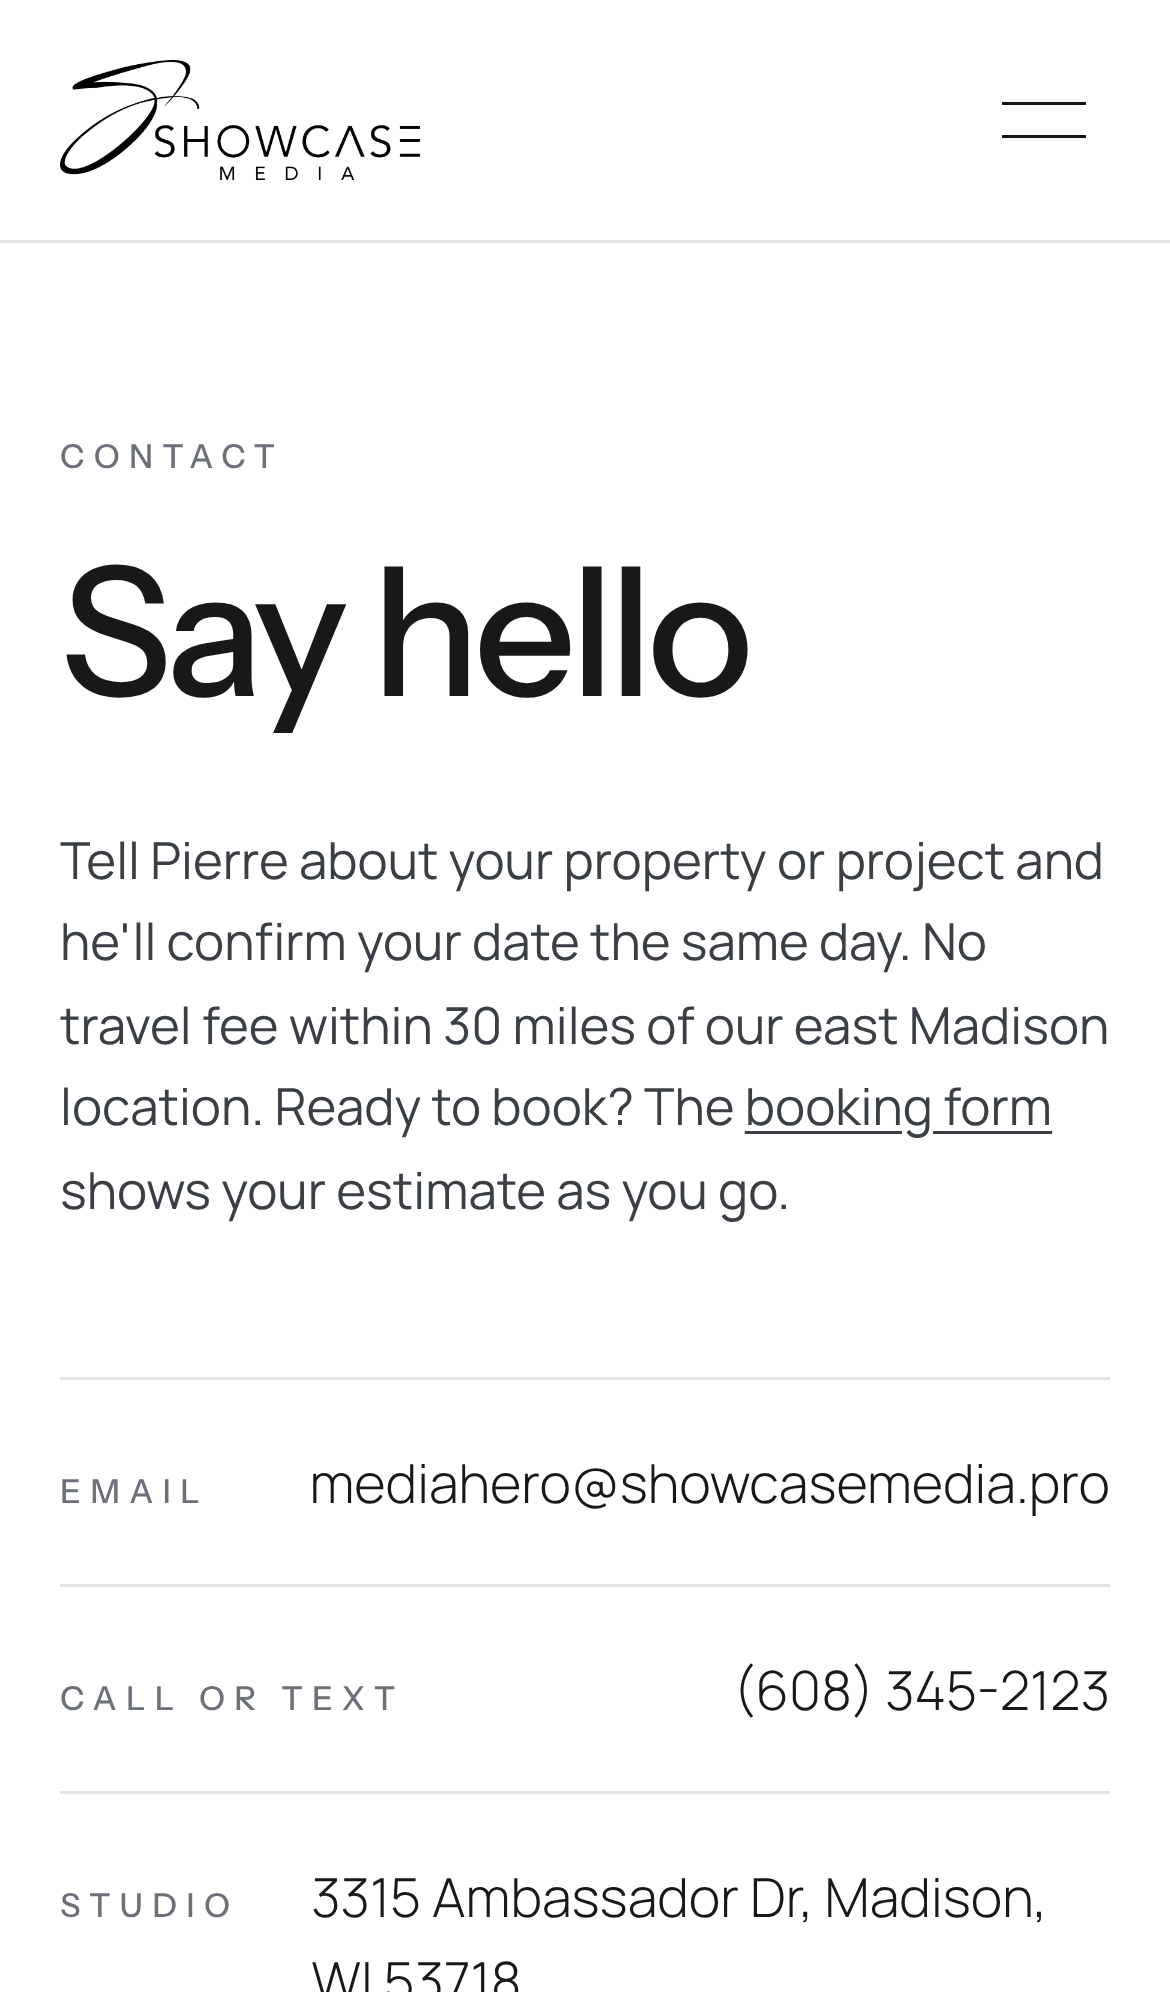 SHOWCASE
MEDIA
CONTACT
Say hello
Tell Pierre about your property or project and
he'll confirm your date the same day. No
travel fee within 30 miles of our east Madison
location. Ready to book? The booking form
shows your estimate as you go.
EMAIL mediahero@showcasemedia.pro
CALL OR TEXT (608) 345-2123
STUDIO 3315 Ambassador Dr, Madison,
WI 53718